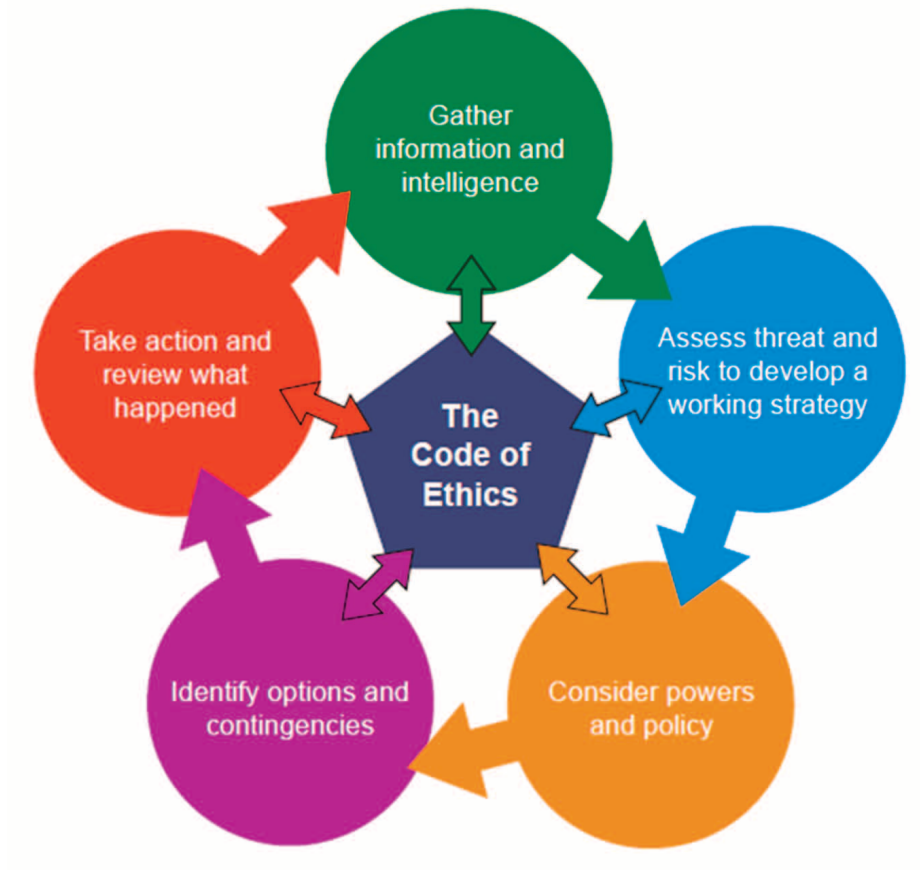 Gather
information and
intelligence
Assess threat and
risk to develop a
working strategy
Consider powers
and policy
Identify options and
contingencies
Take action and
review what
happened
The
Code of
Ethics